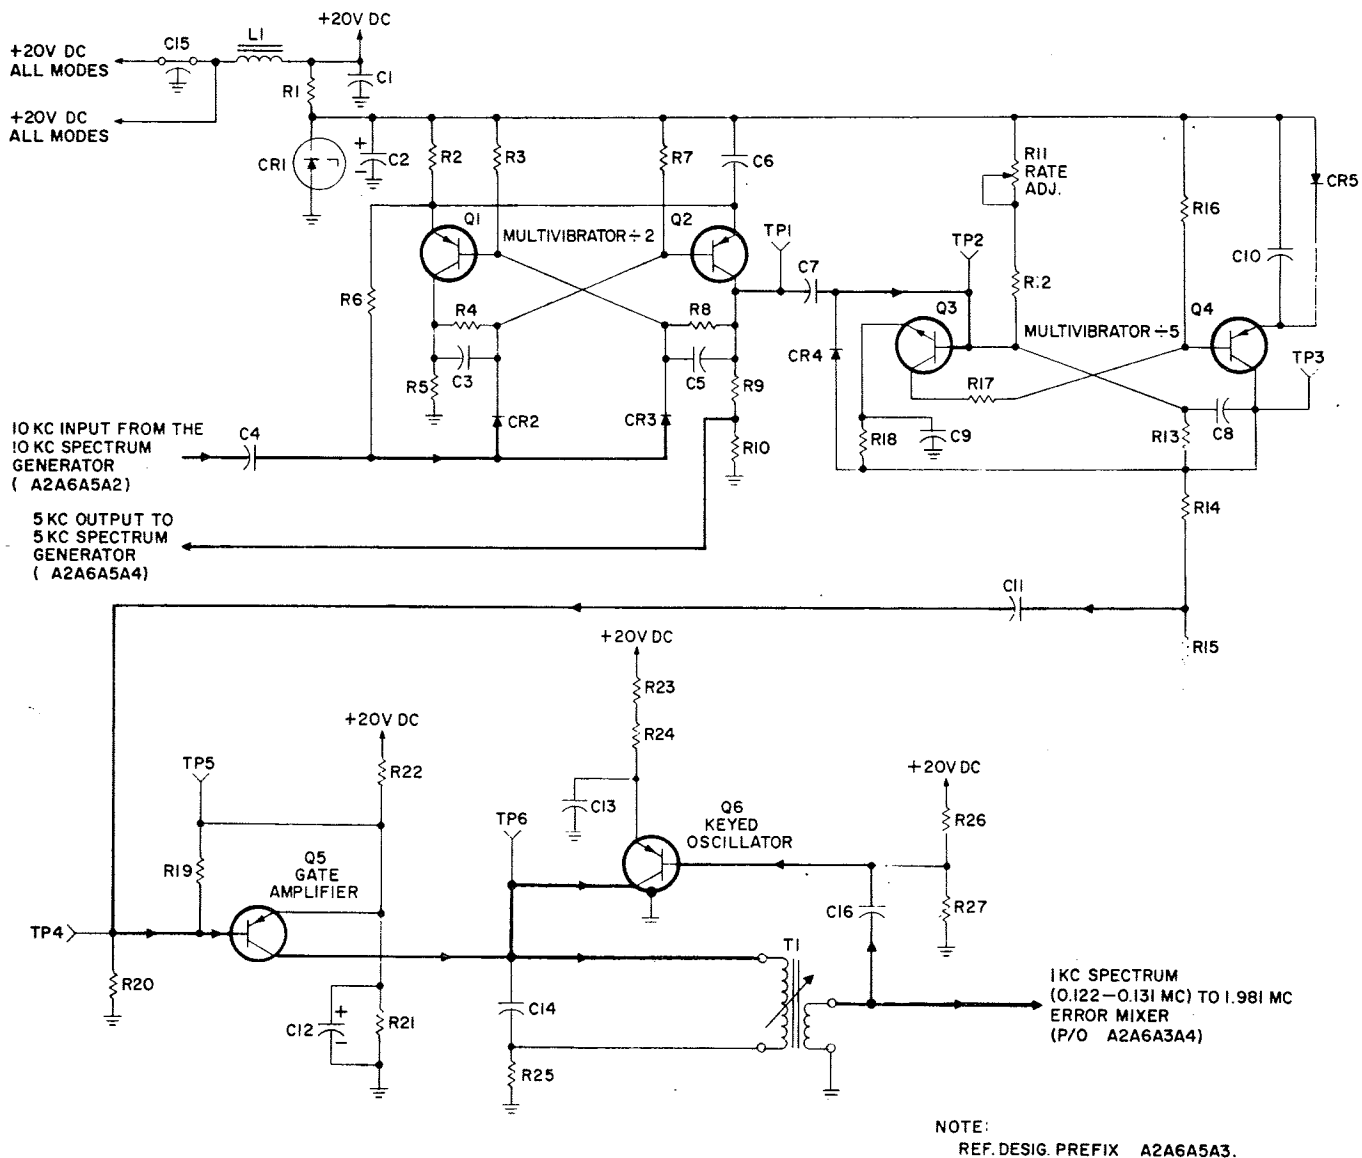 +20V DC
L1
C15
+20V DC
ALL MODES
R1
C1
+20V DC
ALL MODES
CR1
+
-
C2
R2
R3
R7
C6
R11
RATE
ADJ.
R16
CR5
Q1
Q2
MULTIVIBRATOR ÷ 2
TP1
TP2
C10
R6
C7
R12
Q3
Q4
R4
R8
MULTIVIBRATOR ÷ 5
CR4
TP3
R5
C3
C5
R9
R17
CR2
CR3
R18
C9
R13
C8
10 KC INPUT FROM THE
10 KC SPECTRUM
GENERATOR
( A2A6A5A2)
C4
R10
R14
5 KC OUTPUT TO
5 KC SPECTRUM
GENERATOR
( A2A6A5A4)
C11
R15
+20V DC
R23
R24
+20V DC
TP5
R22
C13
TP6
Q6
KEYED
OSCILLATOR
+20V DC
R26
R19
Q5
GATE
AMPLIFIER
C16
R27
TP4
R20
T1
C12
+
-
R21
C14
R25
1 KC SPECTRUM
(0.122-0.131 MC) TO 1.981 MC
ERROR MIXER
(P/O A2A6A3A4)
NOTE:
REF. DESIG. PREFIX A2A6A5A3.